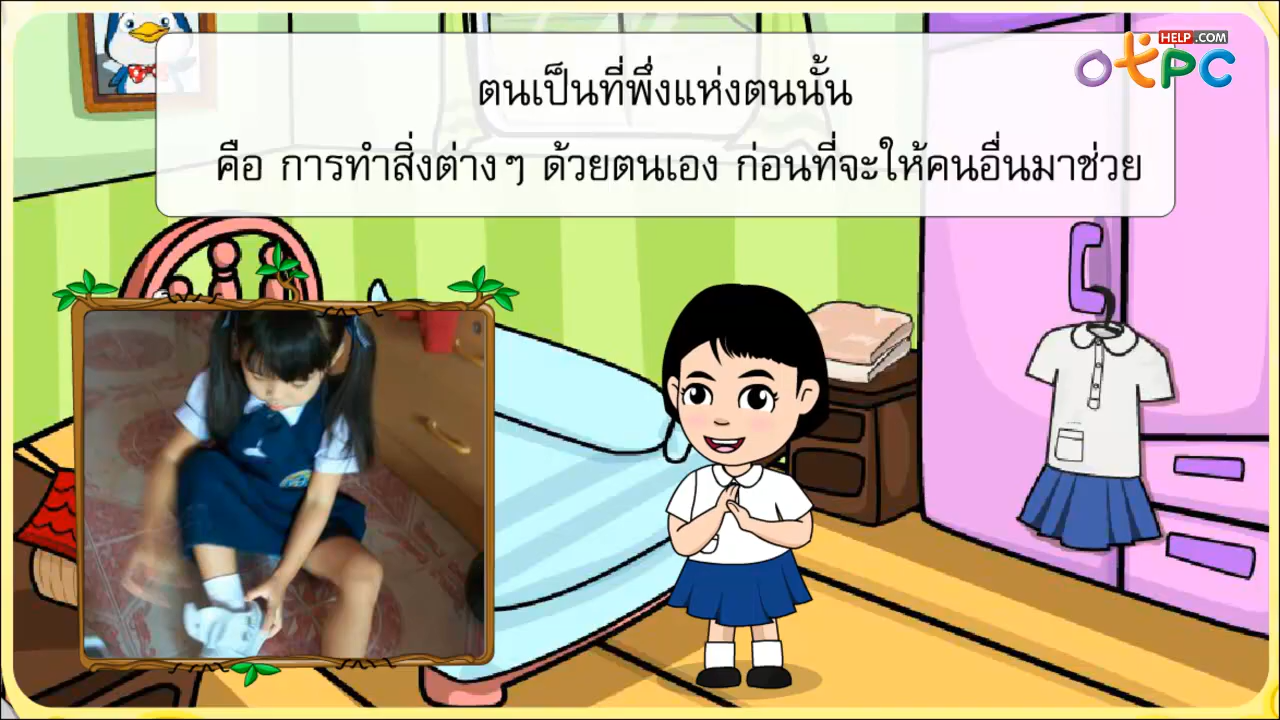 ตนเป็นที่พึ่งแห่งตนนั้น
คือ การทำสิ่งต่างๆ ด้วยตนเอง ก่อนที่จะให้คนอื่นมาช่วย
HELP .COM
OTPC